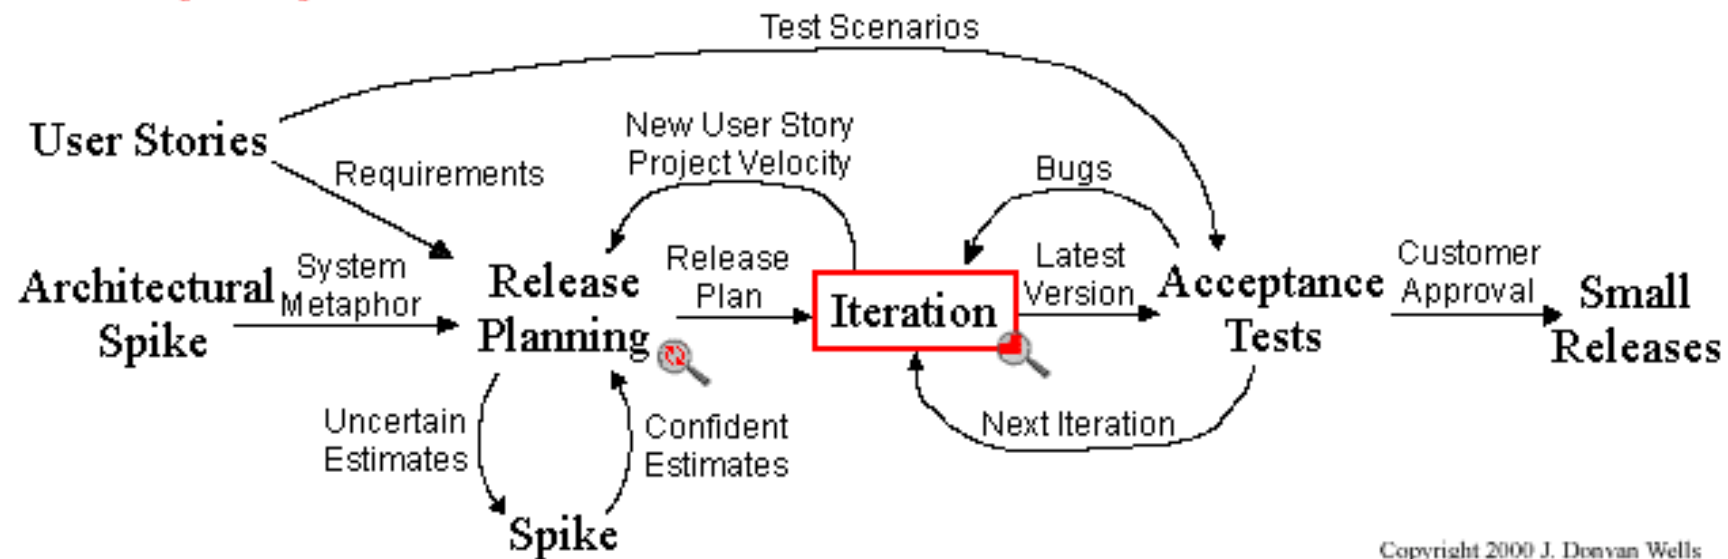 Test Scenarios
User Stories
New User Story
Project Velocity
Requirements
Bugs
Architectural
Spike
System
Metaphor
Release
Planning
Release
Plan
Iteration
Latest
Version
Acceptance
Tests
Customer
Approval
Small
Releases
Uncertain
Estimates
Confident
Estimates
Next Iteration
Spike
Copyright 2000 J. Donvan Wells